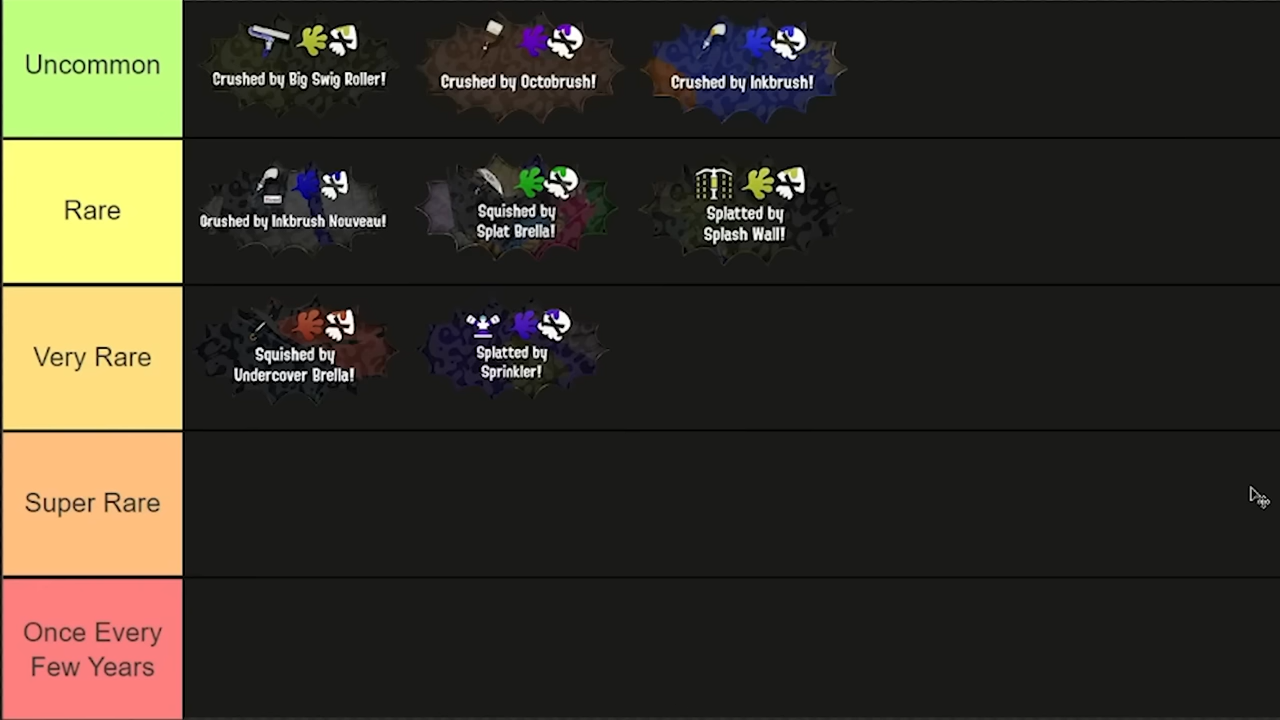 Uncommon
Crushed by Big Swig Roller!
Crushed by Octobrush!
Crushed by Inkbrush!
Rare
Crushed by Inkbrush Nouveau!
Squished by
Splat Brella!
Splatted by
Splash Wall!
Very Rare
Squished by
Undercover Brella!
Splatted by
Sprinkler!
Super Rare
Once Every
Few Years